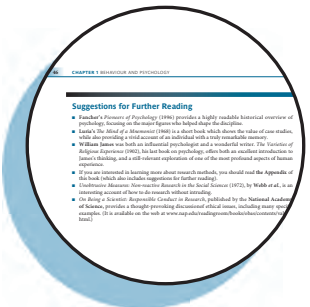 46 CHAPTER 1 BEHAVIOUR AND PSYCHOLOGY
Suggestions for Further Reading
■ Fancher's Pioneers of Psychology (1996) provides a highly readable historical overview of
psychology, focusing on the major figures who helped shape the discipline.
■ Luria's The Mind of a Mnemonist (1968) is a short book which shows the value of case studies,
while also providing a vivid account of an individual with a truly remarkable memory.
■ William James was both an influential psychologist and a wonderful writer. The Varieties of
Religious Experience (1902), his last book on psychology, offers both an excellent introduction to
James's thinking, and a still-relevant exploration of one of the most profound aspects of human
experience.
■ If you are interested in learning more about research methods, you should read the Appendix of
this book (which also includes suggestions for further reading).
■ Unobtrusive Measures: Non-reactive Research in the Social Sciences (1972), by Webb et al., is an
interesting account of how to do research without intruding.
■ On Being a Scientist: Responsible Conduct in Research, published by the National Academy
of Science, provides a thought-provoking discussion of ethical issues, including many
examples. (It is available on the web at www.nap.edu/readingroom/books/obas/contents/
html.)